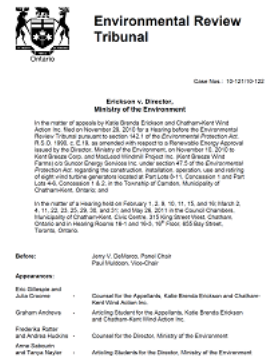 Environmental Review
Tribunal
Ontario
Case Nos.: 10-121/10-122
Erickson v. Director,
Ministry of the Environment
In the matter of appeals by Katie Brenda Erickson and Chatham-Kent Wind
Action Inc. filed on November 26, 2010 for a Hearing before the Environmental
Review Tribunal pursuant to section 142.1 of the Environmental Protection Act,
R.S.O. 1990, c. E.19, as amended with respect to a Renewable Energy Approval
issued by the Director, Ministry of the Environment, on November 10, 2010 to
Kent Breeze Corp. and MacLeod Windmill Project Inc. (Kent Breeze Wind
Farms) c/o Suncor Energy Services Inc. under section 47.5 of the Environmental
Protection Act, regarding the construction, installation, operation, use and retiring
of eight wind turbine generators located at Part Lots Concession 1 and Part
Lots 4-6, Concession 1 & 2, in the Township of Camden, Municipality of
Chatham-Kent, Ontario; and
In the matter of a Hearing held on February 1, 2, 8, 10, 11, 15, and 16; March 2,
4, 11, 22, 23, 25, 29, 30, and 31; and May 26, 2011 in the Council Chambers,
Municipality of Chatham-Kent, Civic Centre, 315 King Street West, Chatham,
Ontario and in Hearing Rooms 16-1 and 16-3, 16th Floor, 655 Bay Street,
Toronto, Ontario.
Before: Jerry V. DeMarco, Panel Chair
Paul Muldoon, Vice-Chair
Appearances:
Eric Gillespie and
Julia Croome - Counsel for the Appellants, Katie Brenda Erickson and Chatham-
Kent Wind Action Inc.
Graham Andrews - Articling Student for the Appellants, Katie Brenda Erickson
and Chatham-Kent Wind Action Inc.
Frederika Rotter
and Andrea Huckins - Counsel for the Director, Ministry of the Environment
and Tanya Nayler - Articling Students for the Director, Ministry of the Environment